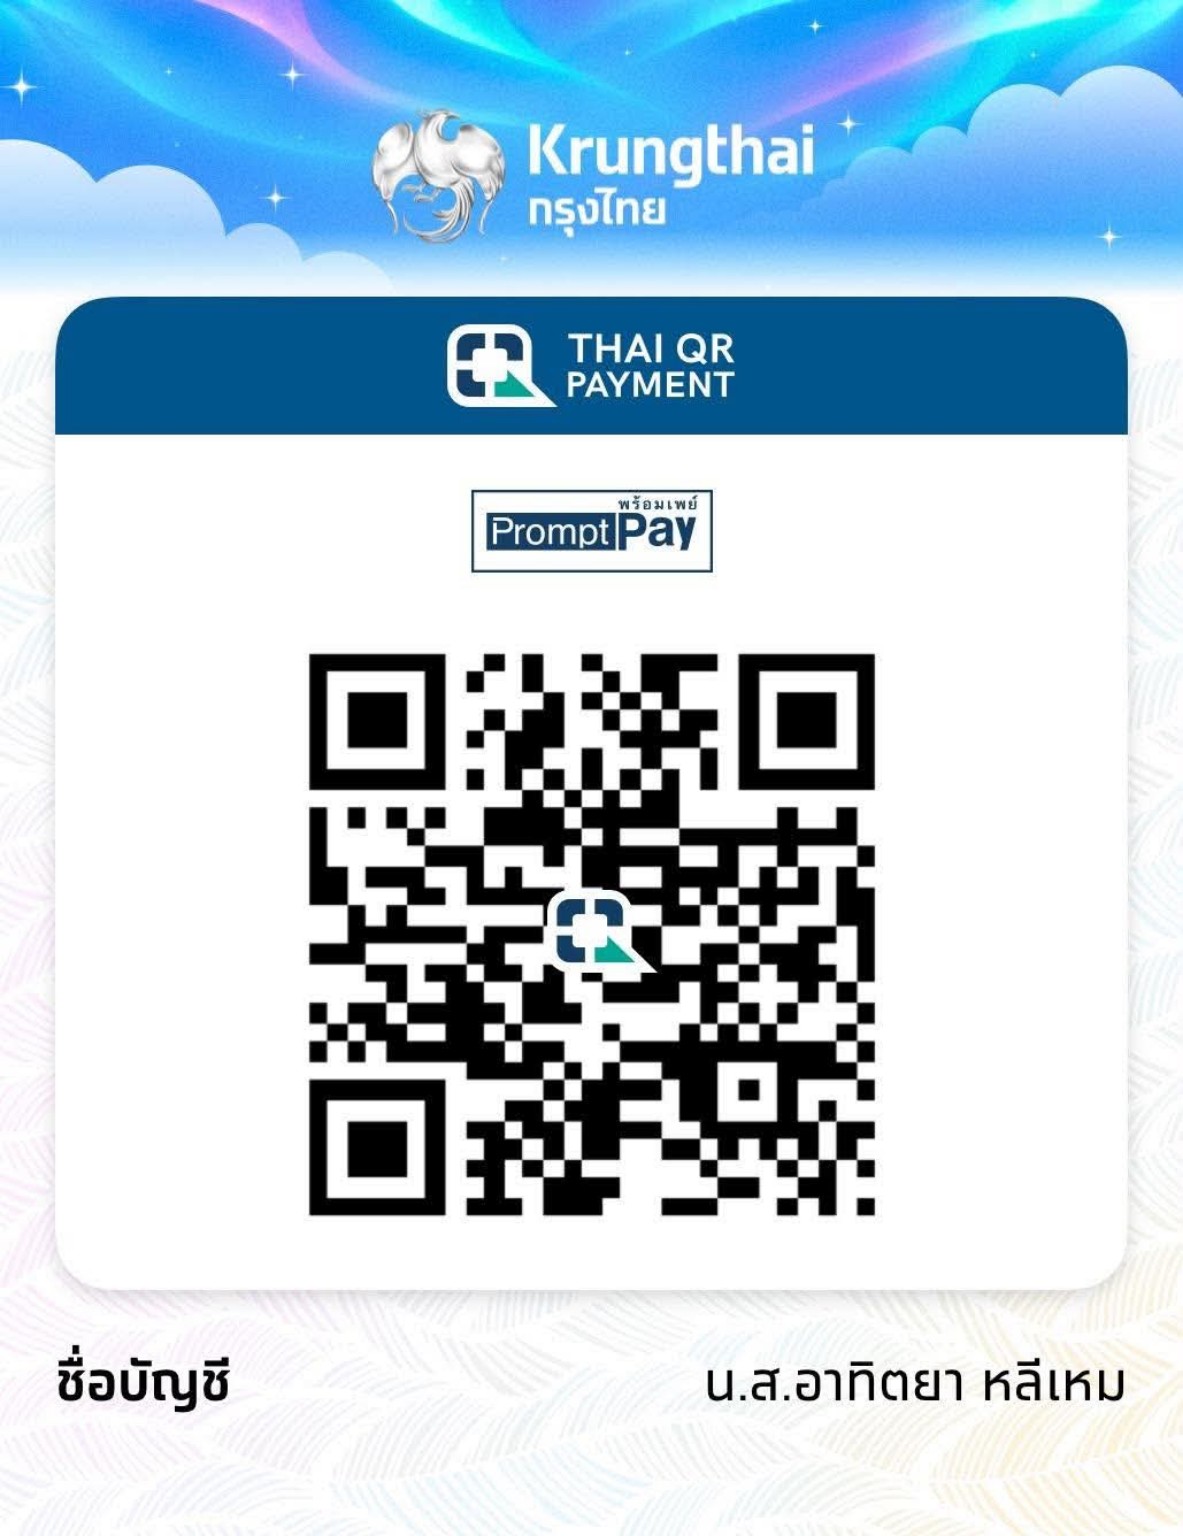 Krungthai
กรุงไทย
THAI QR
PAYMENT
พร้อมเพย์
PromptPay
ชื่อบัญชี น.ส.อาทิตยา หลีเหม